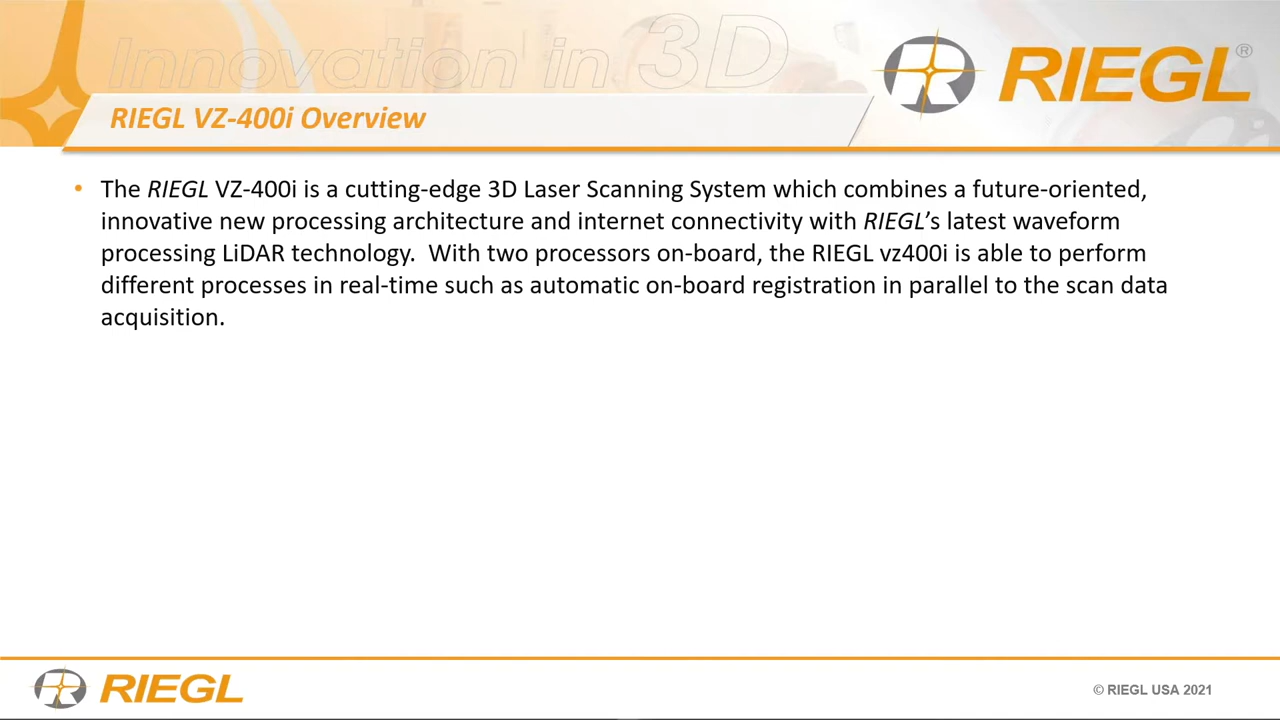 Innovation in 3D
RIEGL®
RIEGL VZ-400i Overview
• The RIEGL VZ-400i is a cutting-edge 3D Laser Scanning System which combines a future-oriented,
innovative new processing architecture and internet connectivity with RIEGL’s latest waveform
processing LiDAR technology.  With two processors on-board, the RIEGL vz400i is able to perform
different processes in real-time such as automatic on-board registration in parallel to the scan data
acquisition.
RIEGL
© RIEGL USA 2021